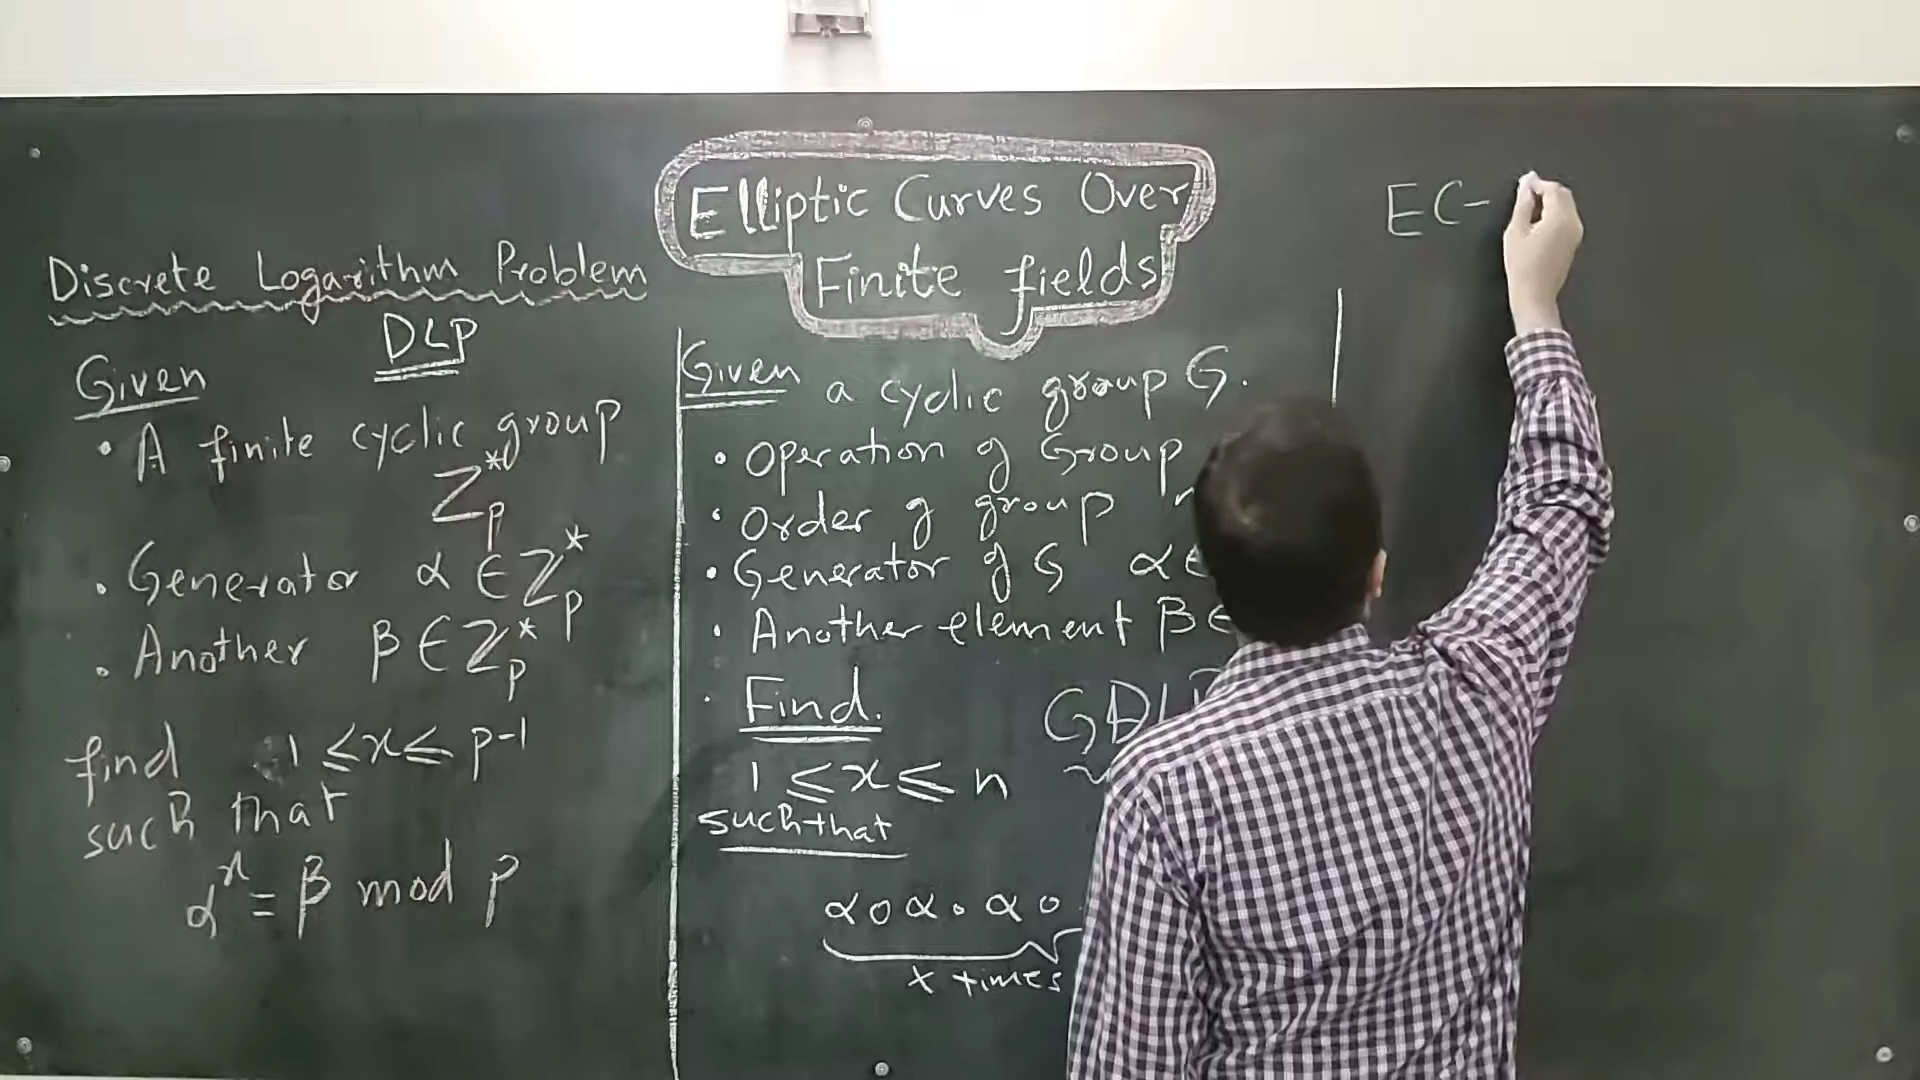 Elliptic Curves Over
Finite fields
Discrete Logarithm Problem
DLP
Given
• A finite cyclic group
Z*ₚ
• Generator α ∈ Z*ₚ
• Another β ∈ Z*ₚ
find 1 ≤ x ≤ p-1
such that
αˣ = β mod p
Given a cyclic group G.
• Operation of Group
• Order of group n
• Generator of G α ∈
• Another element β ∈
• Find.
GDL
1 ≤ x ≤ n
such that
α o α o α o
x times
EC-